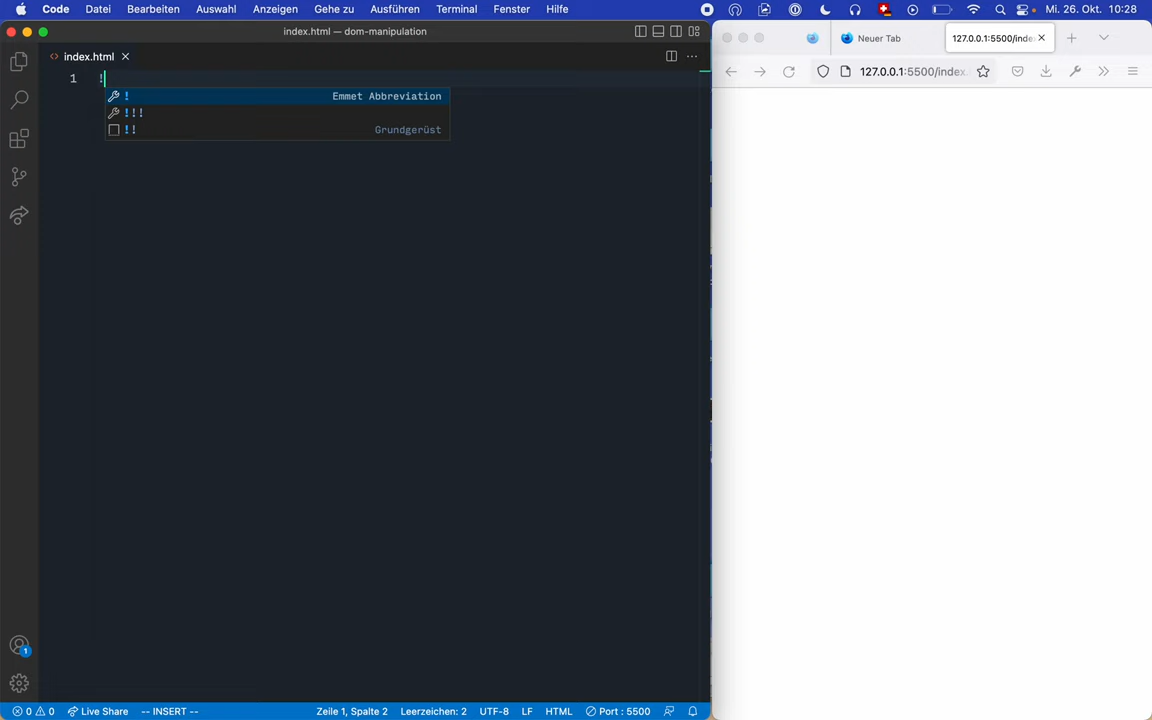 Code Datei Bearbeiten Auswahl Anzeigen Gehe zu Ausführen Terminal Fenster Hilfe Mi. 26. Okt. 10:28
index.html — dom-manipulation
Neuer Tab
127.0.0.1:5500/inde
index.html
127.0.0.1:5500/index.
1 !
! Emmet Abbreviation
!!!
!! Grundgerüst
1
0 0 Live Share -- INSERT -- Zeile 1, Spalte 2 Leerzeichen: 2 UTF-8 LF HTML Port : 5500